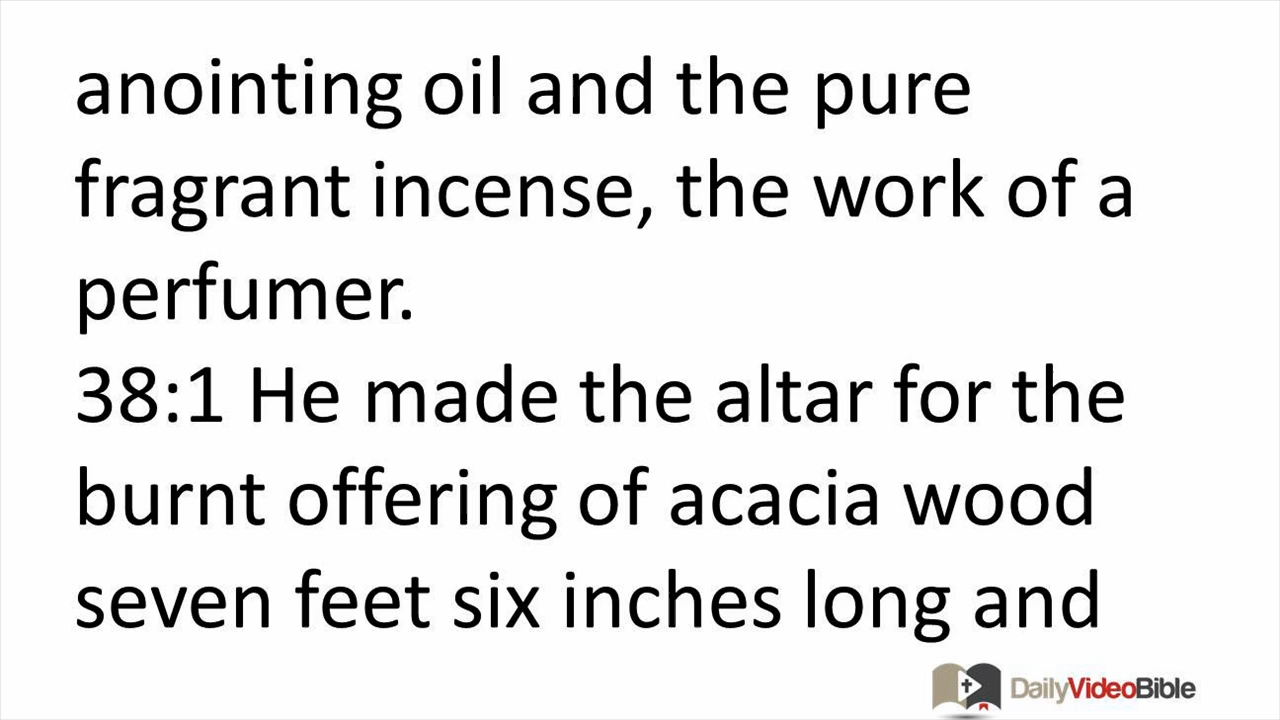 anointing oil and the pure
fragrant incense, the work of a
perfumer.
38:1 He made the altar for the
burnt offering of acacia wood
seven feet six inches long and
DailyVideoBible